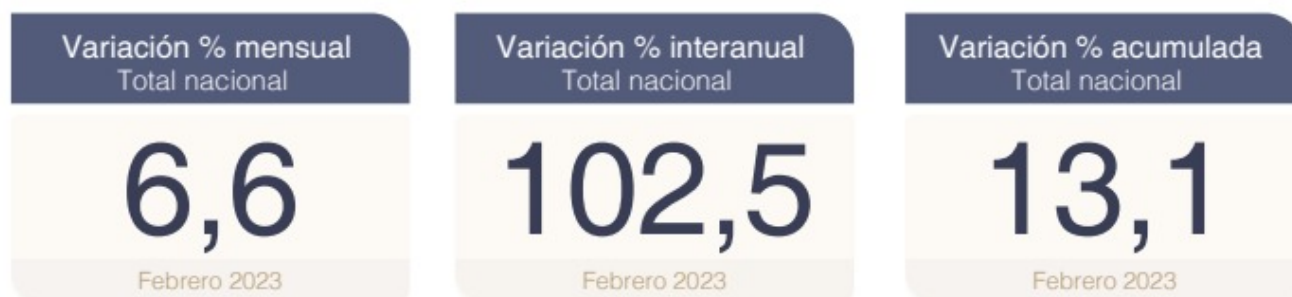 Variación % mensual
Total nacional
6,6
Febrero 2023
Variación % interanual
Total nacional
102,5
Febrero 2023
Variación % acumulada
Total nacional
13,1
Febrero 2023